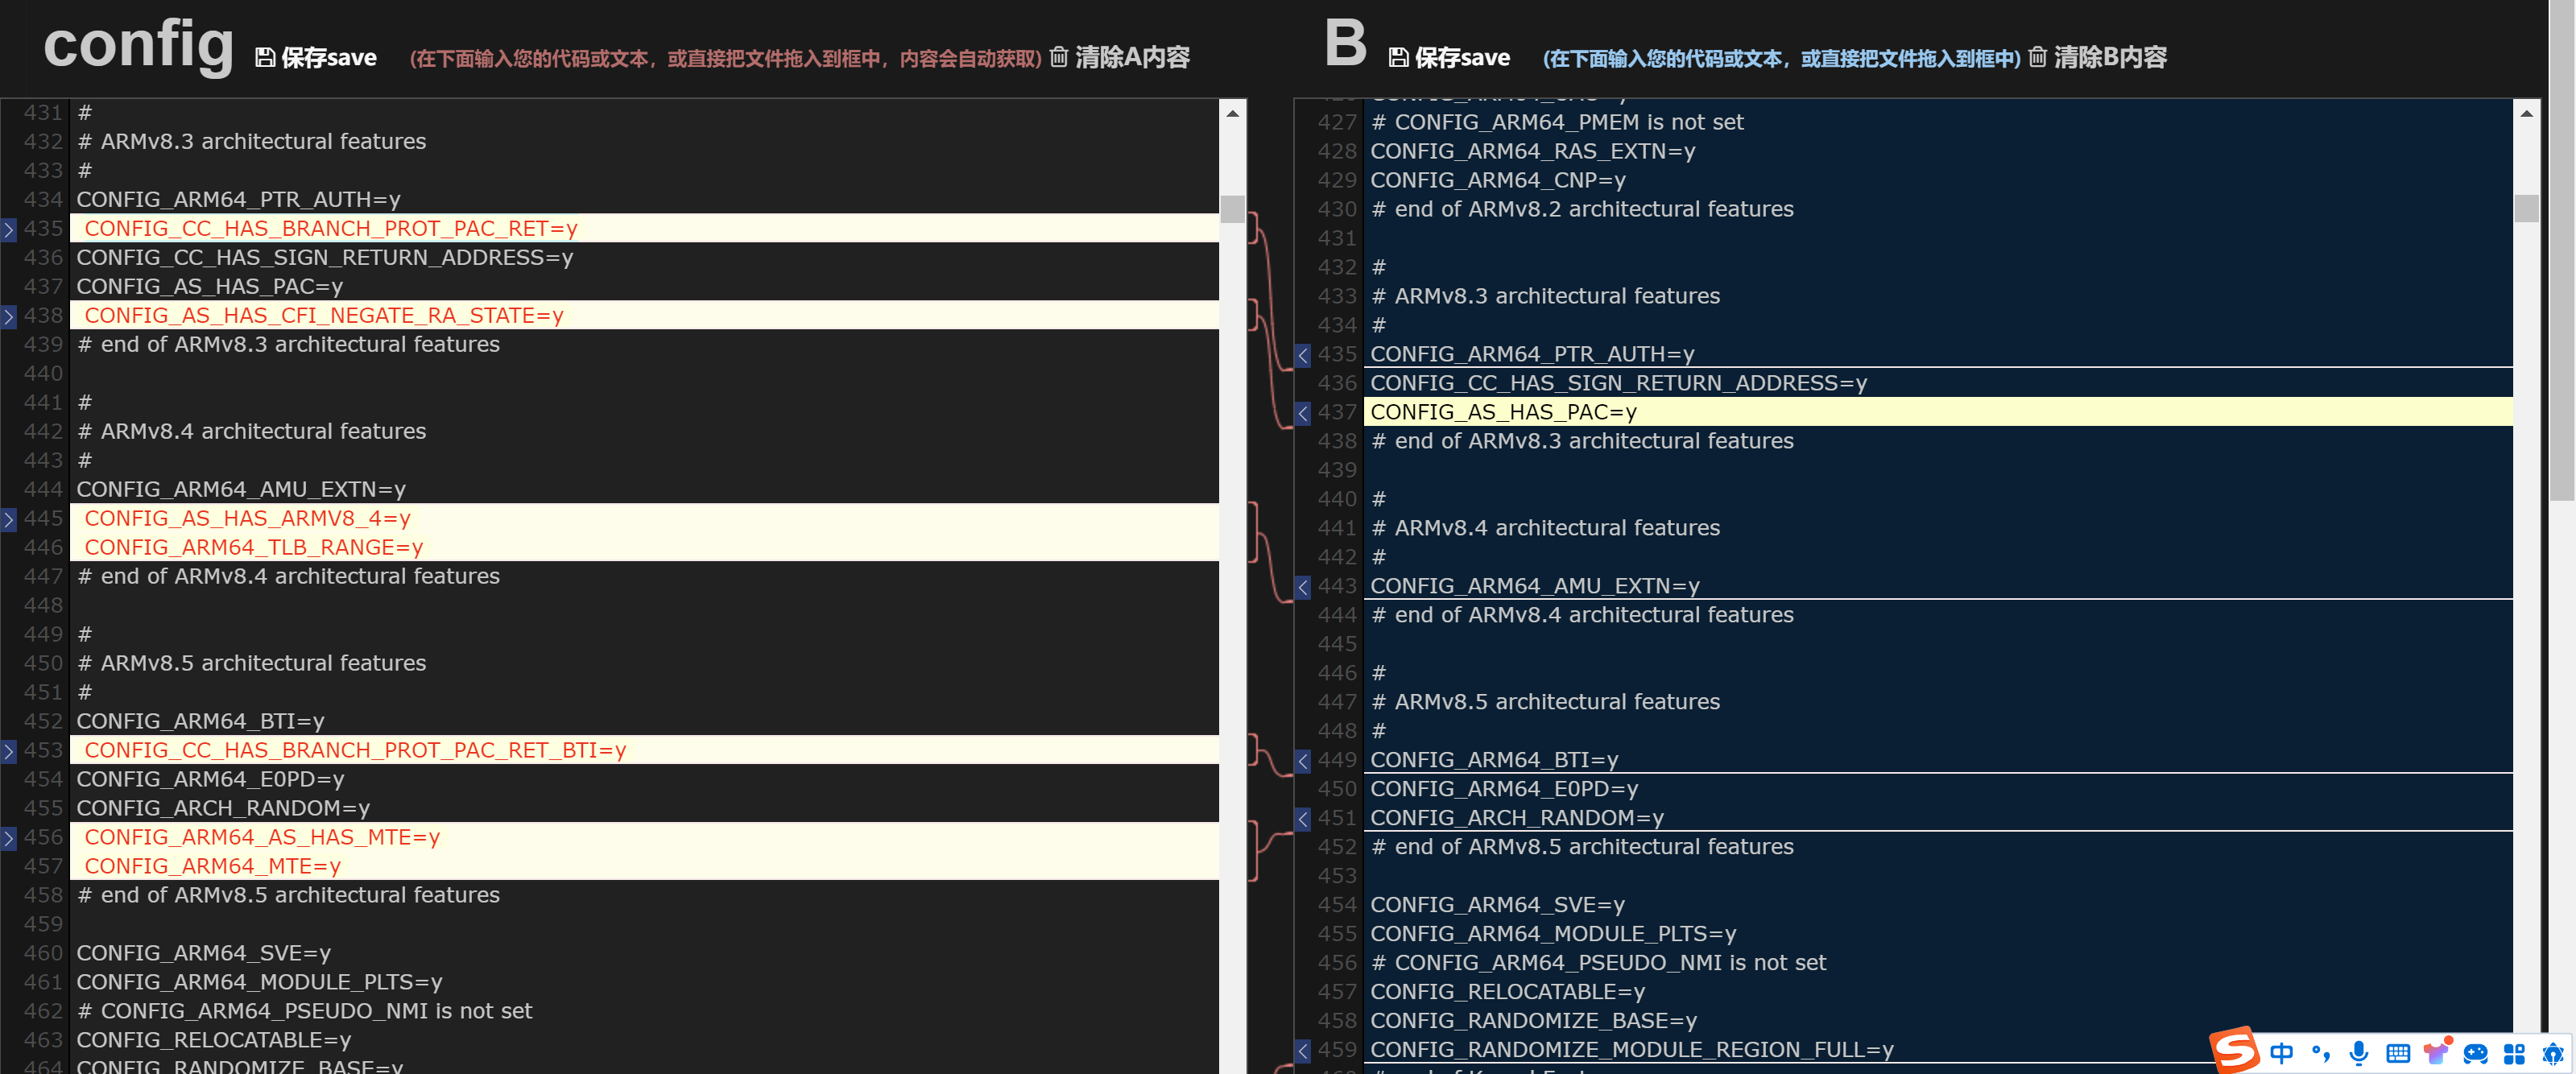 config 保存save (在下面输入您的代码或文本，或直接把文件拖入到框中，内容会自动获取) 清除A内容
431 #
432 # ARMv8.3 architectural features
433 #
434 CONFIG_ARM64_PTR_AUTH=y
435 CONFIG_CC_HAS_BRANCH_PROT_PAC_RET=y
436 CONFIG_CC_HAS_SIGN_RETURN_ADDRESS=y
437 CONFIG_AS_HAS_PAC=y
438 CONFIG_AS_HAS_CFI_NEGATE_RA_STATE=y
439 # end of ARMv8.3 architectural features
440
441 #
442 # ARMv8.4 architectural features
443 #
444 CONFIG_ARM64_AMU_EXTN=y
445 CONFIG_AS_HAS_ARMV8_4=y
446 CONFIG_ARM64_TLB_RANGE=y
447 # end of ARMv8.4 architectural features
448
449 #
450 # ARMv8.5 architectural features
451 #
452 CONFIG_ARM64_BTI=y
453 CONFIG_CC_HAS_BRANCH_PROT_PAC_RET_BTI=y
454 CONFIG_ARM64_E0PD=y
455 CONFIG_ARCH_RANDOM=y
456 CONFIG_ARM64_AS_HAS_MTE=y
457 CONFIG_ARM64_MTE=y
458 # end of ARMv8.5 architectural features
459
460 CONFIG_ARM64_SVE=y
461 CONFIG_ARM64_MODULE_PLTS=y
462 # CONFIG_ARM64_PSEUDO_NMI is not set
463 CONFIG_RELOCATABLE=y
464 CONFIG_RANDOMIZE_BASE=y
B 保存save (在下面输入您的代码或文本，或直接把文件拖入到框中) 清除B内容
427 # CONFIG_ARM64_PMEM is not set
428 CONFIG_ARM64_RAS_EXTN=y
429 CONFIG_ARM64_CNP=y
430 # end of ARMv8.2 architectural features
431
432 #
433 # ARMv8.3 architectural features
434 #
435 CONFIG_ARM64_PTR_AUTH=y
436 CONFIG_CC_HAS_SIGN_RETURN_ADDRESS=y
437 CONFIG_AS_HAS_PAC=y
438 # end of ARMv8.3 architectural features
439
440 #
441 # ARMv8.4 architectural features
442 #
443 CONFIG_ARM64_AMU_EXTN=y
444 # end of ARMv8.4 architectural features
445
446 #
447 # ARMv8.5 architectural features
448 #
449 CONFIG_ARM64_BTI=y
450 CONFIG_ARM64_E0PD=y
451 CONFIG_ARCH_RANDOM=y
452 # end of ARMv8.5 architectural features
453
454 CONFIG_ARM64_SVE=y
455 CONFIG_ARM64_MODULE_PLTS=y
456 # CONFIG_ARM64_PSEUDO_NMI is not set
457 CONFIG_RELOCATABLE=y
458 CONFIG_RANDOMIZE_BASE=y
459 CONFIG_RANDOMIZE_MODULE_REGION_FULL=y
中